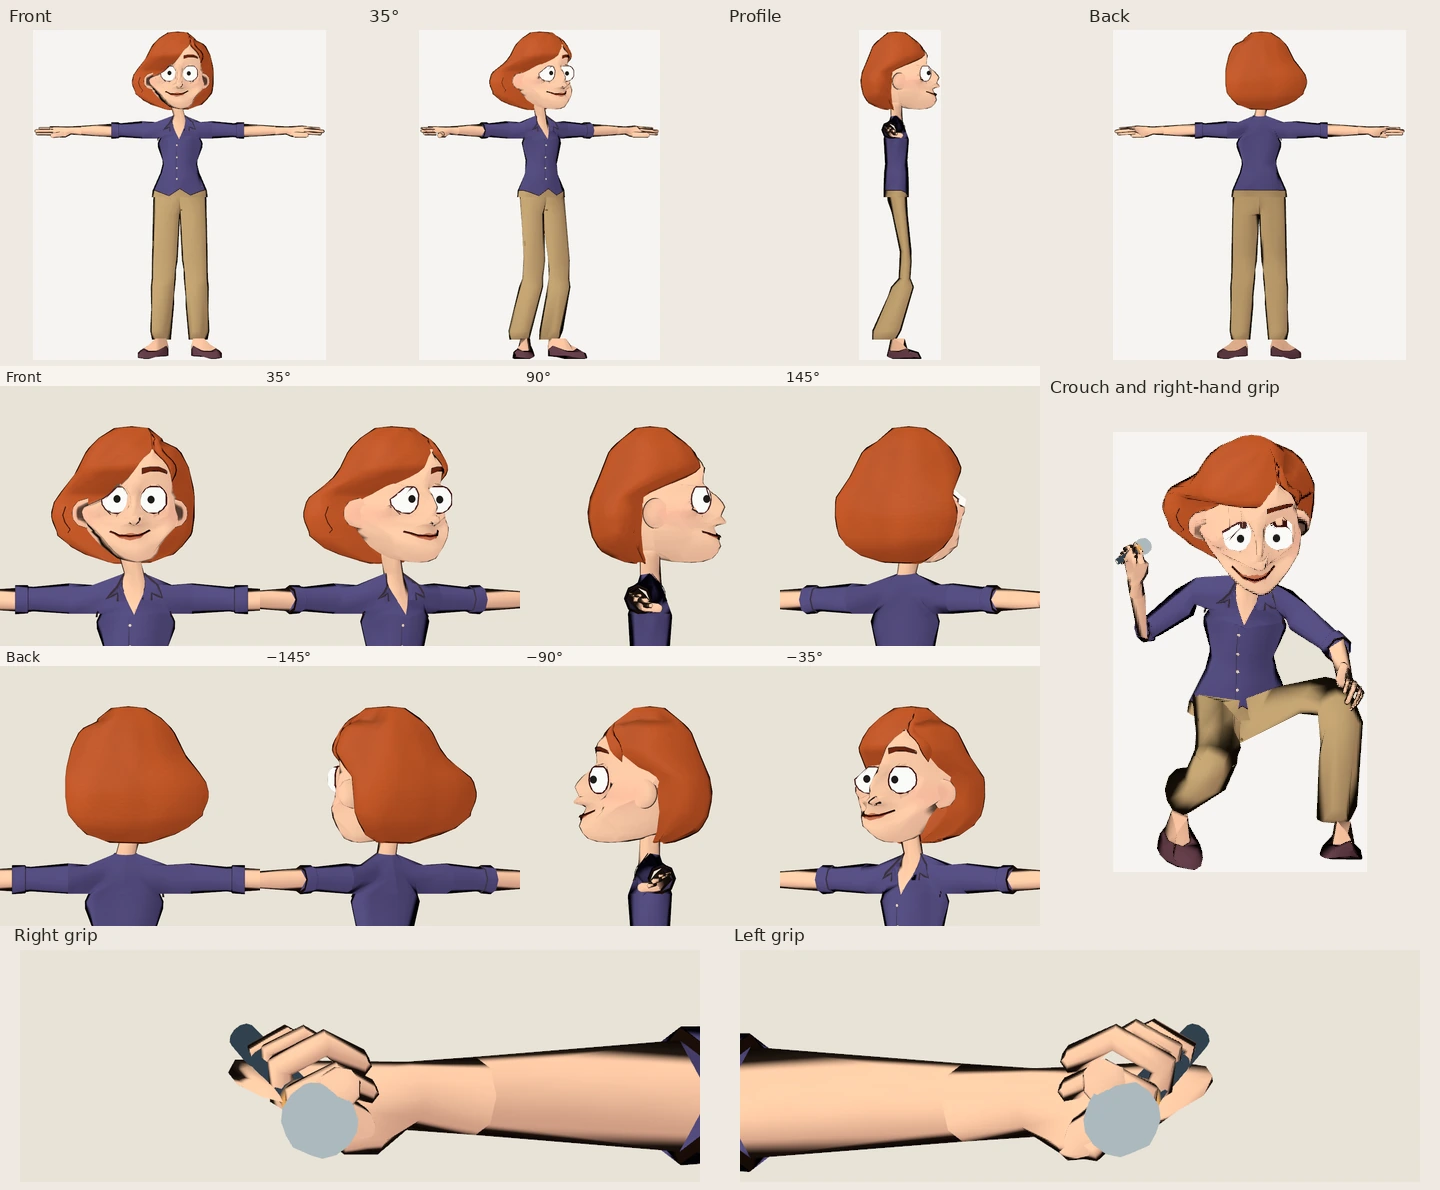 Front
35°
Profile
Back
Front
35°
90°
145°
Crouch and right-hand grip
Back
−145°
−90°
−35°
Right grip
Left grip